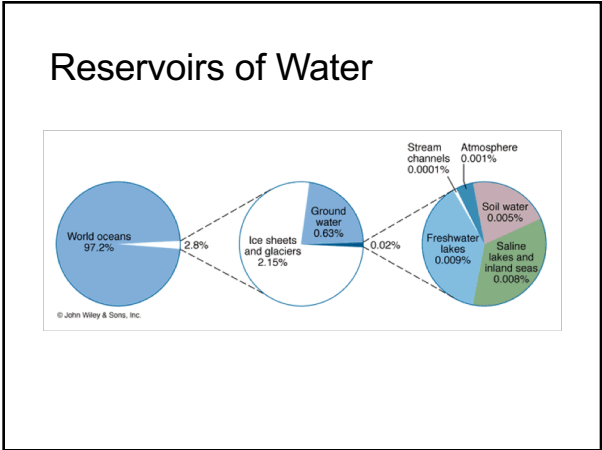 Reservoirs of Water
World oceans
97.2%
2.8%
Ice sheets
and glaciers
2.15%
Ground
water
0.63%
0.02%
Stream
channels
0.0001%
Atmosphere
0.001%
Soil water
0.005%
Freshwater
lakes
0.009%
Saline
lakes and
inland seas
0.008%
© John Wiley & Sons, Inc.